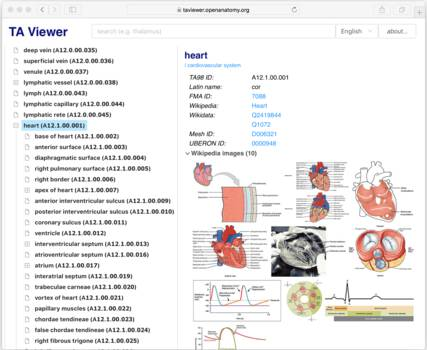 taviewer.openanatomy.org
TA Viewer
search (e.g. thalamus)
English
about...
deep vein (A12.0.00.035)
superficial vein (A12.0.00.036)
venule (A12.0.00.037)
lymphatic vessel (A12.0.00.038)
lymph (A12.0.00.043)
lymphatic capillary (A12.0.00.044)
lymphatic rete (A12.0.00.045)
heart (A12.1.00.001)
base of heart (A12.1.00.002)
anterior surface (A12.1.00.003)
diaphragmatic surface (A12.1.00.004)
right pulmonary surface (A12.1.00.005)
right border (A12.1.00.006)
apex of heart (A12.1.00.007)
anterior interventricular sulcus (A12.1.00.009)
posterior interventricular sulcus (A12.1.00.010)
coronary sulcus (A12.1.00.011)
ventricle (A12.1.00.012)
interventricular septum (A12.1.00.013)
atrioventricular septum (A12.1.00.016)
atrium (A12.1.00.017)
interatrial septum (A12.1.00.019)
trabeculae carneae (A12.1.00.020)
vortex of heart (A12.1.00.021)
papillary muscles (A12.1.00.022)
chordae tendineae (A12.1.00.023)
false chordae tendineae (A12.1.00.024)
right fibrous trigone (A12.1.00.025)
heart
/ cardiovascular system
TA98 ID: A12.1.00.001
Latin name: cor
FMA ID: 7088
Wikipedia: Heart
Wikidata: Q2419844
Q1072
Mesh ID: D006321
UBERON ID: 0000948
Wikipedia images (10)